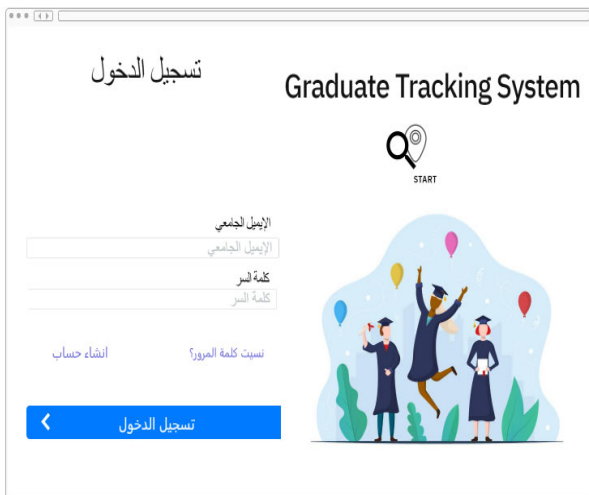 تسجيل الدخول
Graduate Tracking System
START
الإيميل الجامعي
الإيميل الجامعي
كلمة السر
كلمة السر
نسيت كلمة المرور؟
انشاء حساب
تسجيل الدخول